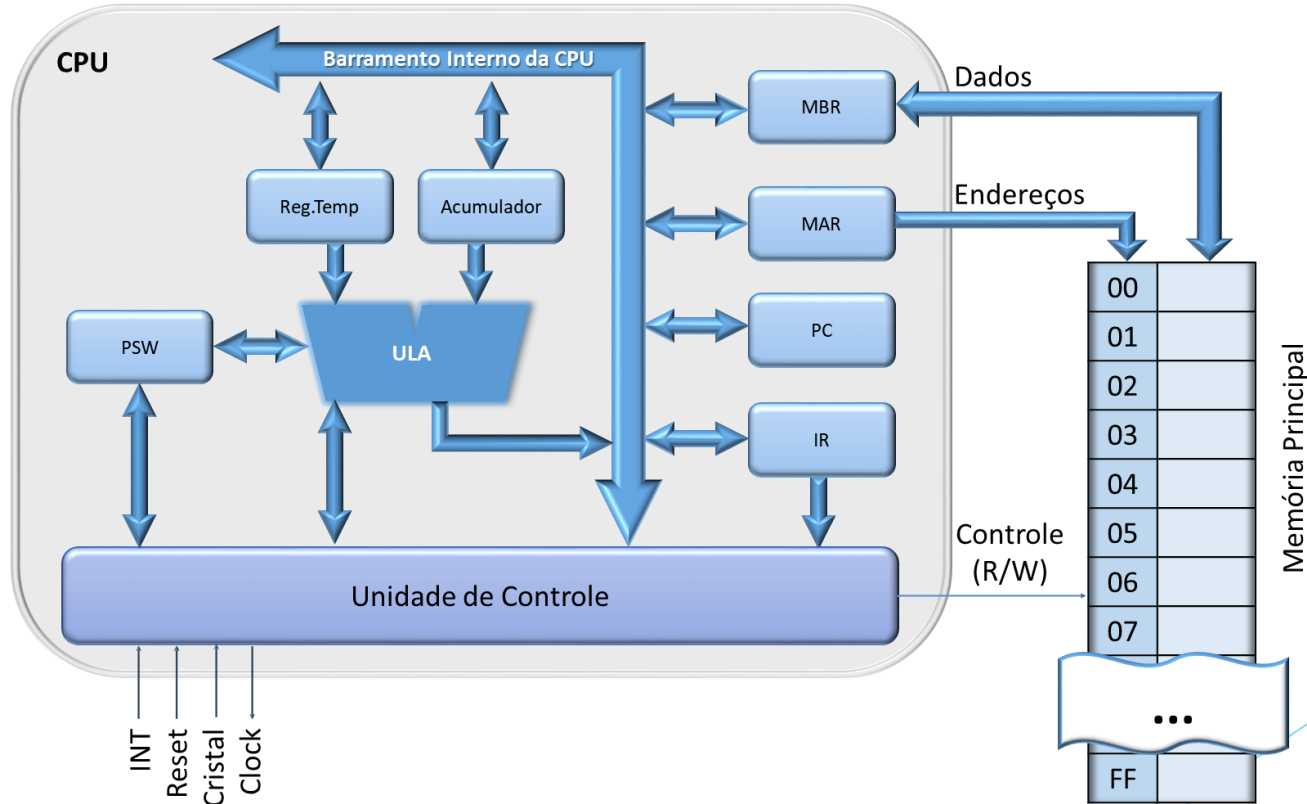 CPU
Barramento Interno da CPU
Dados
MBR
Reg.Temp
Acumulador
MAR
Endereços
PSW
ULA
PC
IR
Unidade de Controle
Controle
(R/W)
INT
Reset
Cristal
Clock
00
01
02
03
04
05
06
07
...
FF
Memória Principal